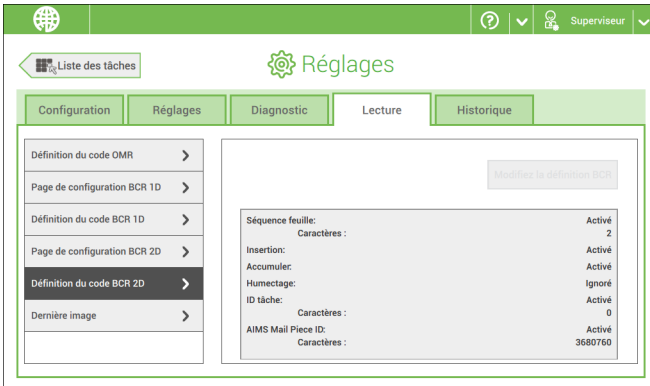 Superviseur
Liste des tâches
Réglages
Configuration Réglages Diagnostic Lecture Historique
Définition du code OMR
Page de configuration BCR 1D
Définition du code BCR 1D
Page de configuration BCR 2D
Définition du code BCR 2D
Dernière image
Modifiez la définition BCR
Séquence feuille: Activé
Caractères : 2
Insertion: Activé
Accumuler: Activé
Humectage: Ignoré
ID tâche: Activé
Caractères : 0
AIMS Mail Piece ID: Activé
Caractères : 3680760